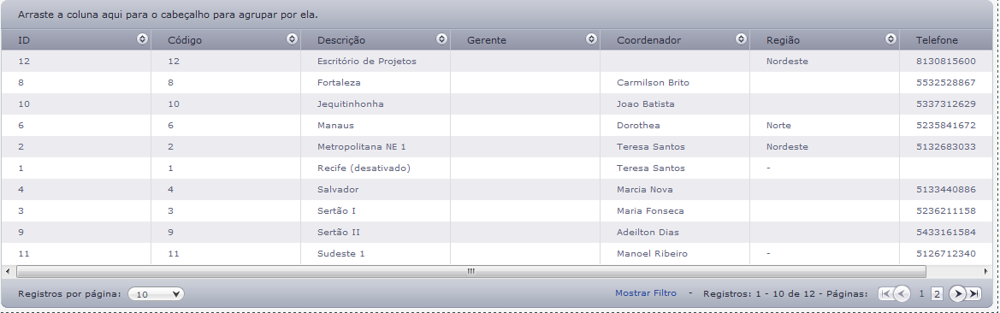 Arraste a coluna aqui para o cabeçalho para agrupar por ela.
ID Código Descrição Gerente Coordenador Região Telefone
12 12 Escritório de Projetos Nordeste 8130815600
8 8 Fortaleza Carmilson Brito 5532528867
10 10 Jequitinhonha Joao Batista 5337312629
6 6 Manaus Dorothea Norte 5235841672
2 2 Metropolitana NE 1 Teresa Santos Nordeste 5132683033
1 1 Recife (desativado) Teresa Santos -
4 4 Salvador Marcia Nova 5133440886
3 3 Sertão I Maria Fonseca 5236211158
9 9 Sertão II Adeilton Dias 5433161584
11 11 Sudeste 1 Manoel Ribeiro - 5126712340
Registros por página: 10 Mostrar Filtro - Registros: 1 - 10 de 12 - Páginas: 1 2